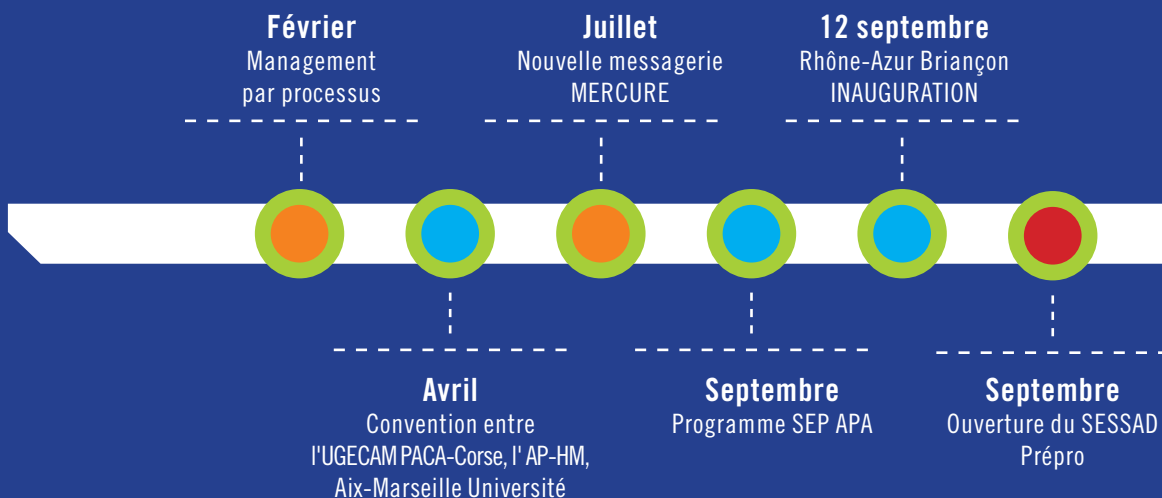 Février
Management
par processus
Juillet
Nouvelle messagerie
MERCURE
12 septembre
Rhône-Azur Briançon
INAUGURATION
Avril
Convention entre
l'UGECAM PACA-Corse, l' AP-HM,
Aix-Marseille Université
Septembre
Programme SEP APA
Septembre
Ouverture du SESSAD
Prépro